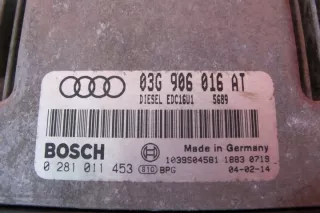 03G 906 016 AT
DIESEL EDC16U1 5689
BOSCH
Made in Germany
1039S04581 1883 0719
0 281 011 453 810 BPG 04-02-14